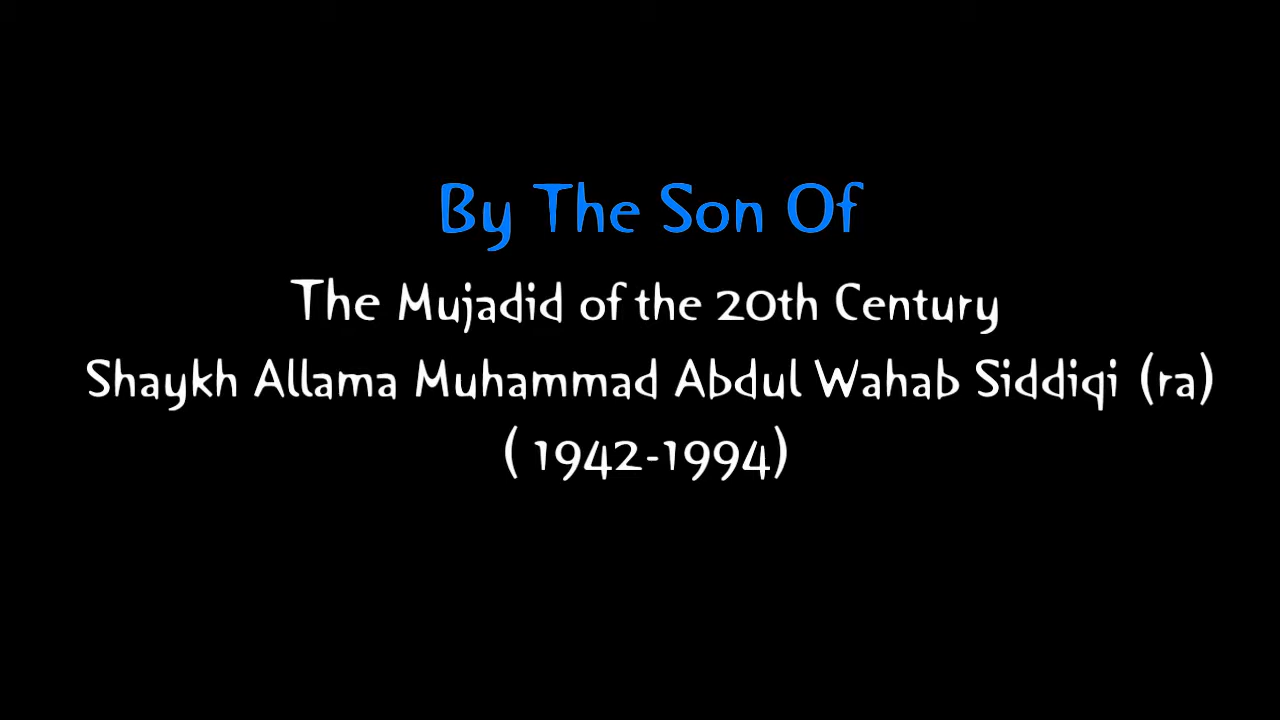 By The Son Of
The Mujadid of the 20th Century
Shaykh Allama Muhammad Abdul Wahab Siddiqi (ra)
( 1942-1994)